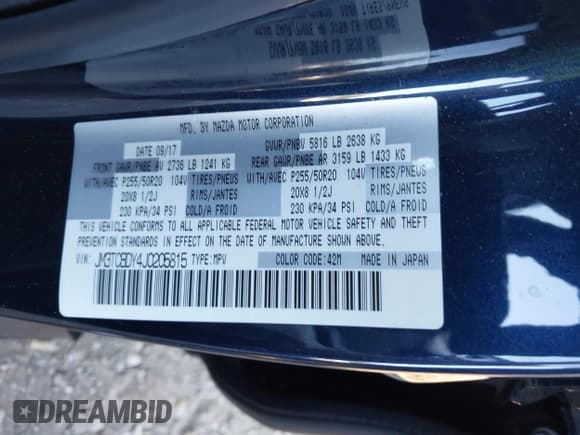 MFD. BY MAZDA MOTOR CORPORATION
DATE 09/17 GVWR/PNBV 5816 LB 2638 KG
FRONT GAWR/PNBE AV 2736 LB 1241 KG REAR GAWR/PNBE AR 3159 LB 1433 KG
WITH/AVEC P255/50R20 104V TIRES/PNEUS WITH/AVEC P255/50R20 104V TIRES/PNEUS
20X8 1/2J RIMS/JANTES 20X8 1/2J RIMS/JANTES
230 KPA/34 PSI COLD/A FROID 230 KPA/34 PSI COLD/A FROID
THIS VEHICLE CONFORMS TO ALL APPLICABLE FEDERAL MOTOR VEHICLE SAFETY AND THEFT
PREVENTION STANDARDS IN EFFECT ON THE DATE OF MANUFACTURE SHOWN ABOVE.
VIN: JM3TCBDY4J0205815 TYPE:MPV COLOR CODE:42M MADE IN JAPAN
DREAMBID